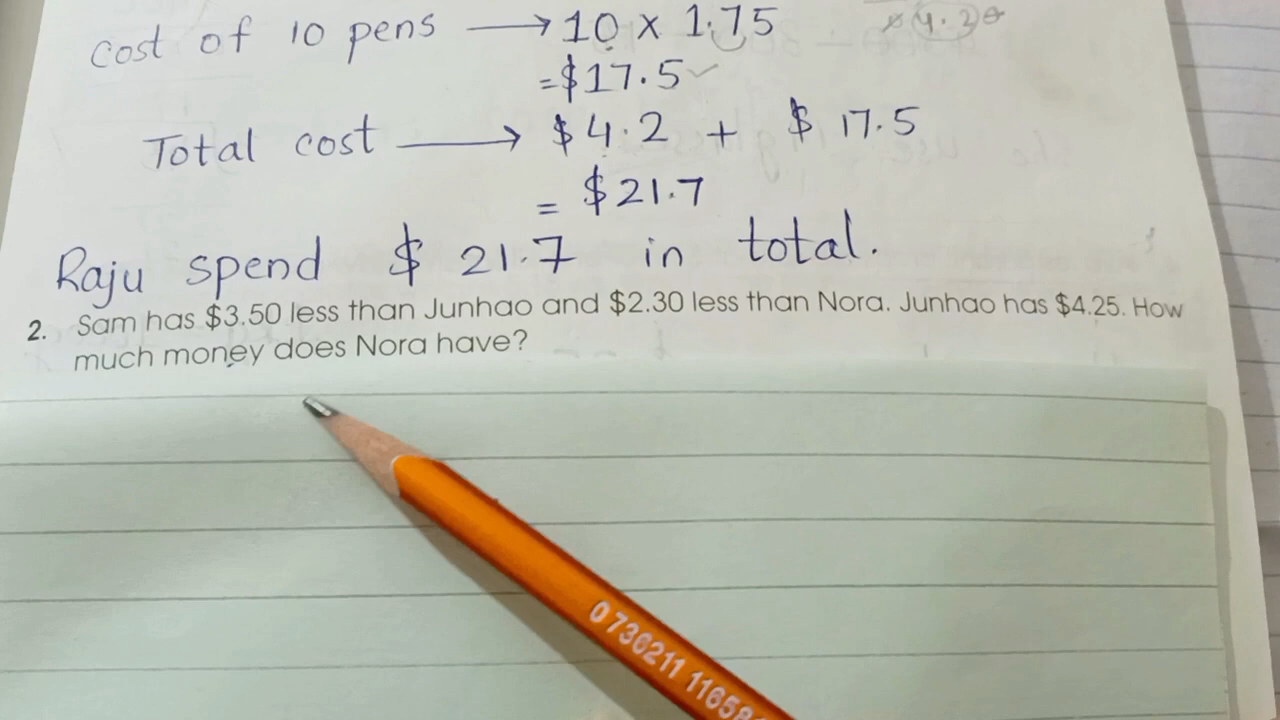 cost of 10 pens → 10 x 1.75
= $17.5 ✓
Total cost → $4.2 + $17.5
= $21.7
Raju spend $21.7 in total.
2. Sam has $3.50 less than Junhao and $2.30 less than Nora. Junhao has $4.25. How
much money does Nora have?
0736211 11658